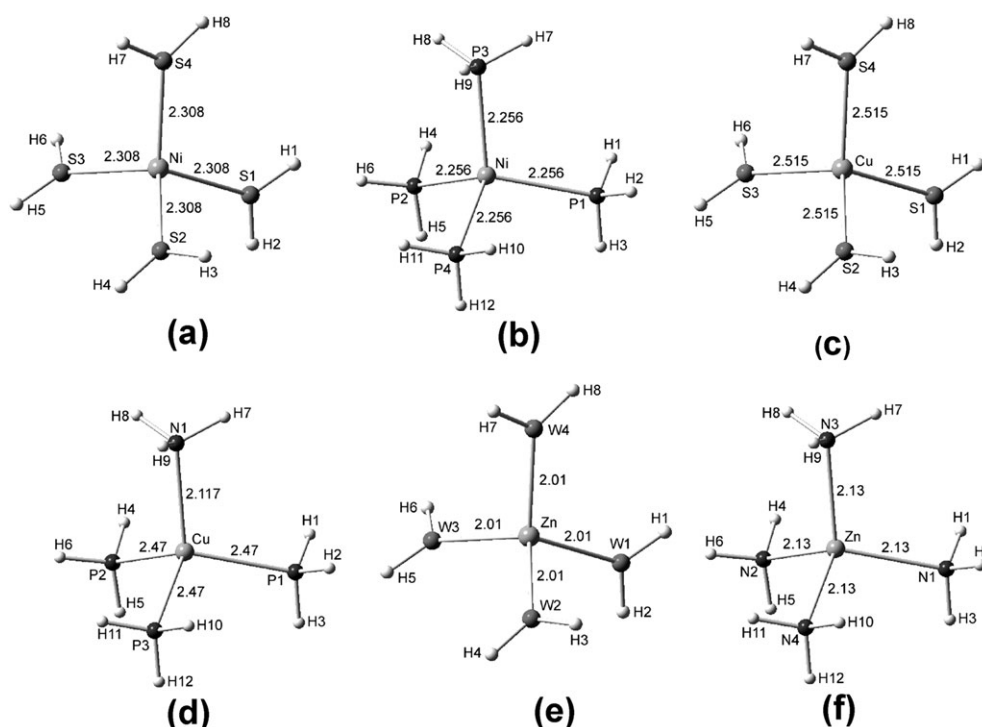 H8
H7
S4
2.308
H6
S3
2.308
Ni
2.308
S1
H1
H5
2.308
H2
S2
H3
H4
(a)
H8
P3
H7
H9
2.256
H4
H1
Ni
H6
2.256
2.256
H2
P2
P1
2.256
H5
H3
H11
H10
P4
H12
(b)
H8
H7
S4
2.515
H6
2.515
Cu
H1
S3
2.515
S1
H5
2.515
H2
S2
H3
H4
(c)
H8
N1
H7
H9
2.117
H4
H1
Cu
H6
2.47
2.47
H2
P2
P1
2.47
H5
H3
H11
H10
P3
H12
(d)
H8
H7
W4
2.01
H6
W3
2.01
Zn
2.01
H1
W1
H5
2.01
H2
W2
H3
H4
(e)
H8
N3
H7
H9
2.13
H4
H1
Zn
H6
2.13
2.13
H
N2
N1
2.13
H5
H3
H11
H10
N4
H12
(f)